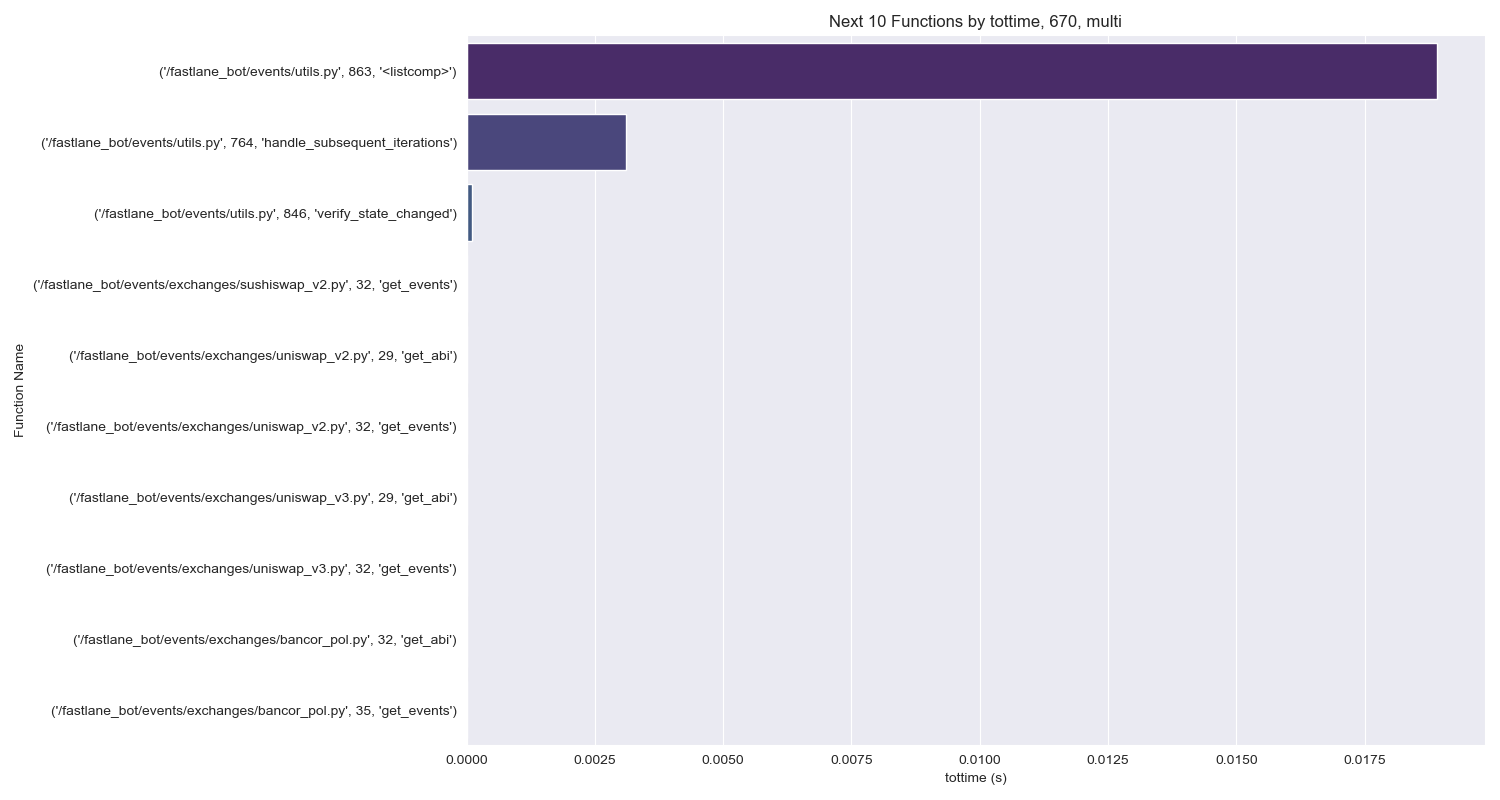 Next 10 Functions by tottime, 670, multi
('/fastlane_bot/events/utils.py', 863, '<listcomp>')
('/fastlane_bot/events/utils.py', 764, 'handle_subsequent_iterations')
('/fastlane_bot/events/utils.py', 846, 'verify_state_changed')
('/fastlane_bot/events/exchanges/sushiswap_v2.py', 32, 'get_events')
('/fastlane_bot/events/exchanges/uniswap_v2.py', 29, 'get_abi')
('/fastlane_bot/events/exchanges/uniswap_v2.py', 32, 'get_events')
('/fastlane_bot/events/exchanges/uniswap_v3.py', 29, 'get_abi')
('/fastlane_bot/events/exchanges/uniswap_v3.py', 32, 'get_events')
('/fastlane_bot/events/exchanges/bancor_pol.py', 32, 'get_abi')
('/fastlane_bot/events/exchanges/bancor_pol.py', 35, 'get_events')
Function Name
0.0000 0.0025 0.0050 0.0075 0.0100 0.0125 0.0150 0.0175
tottime (s)